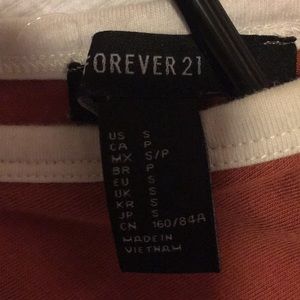 FOREVER 21
US S
CA P
MX S/P
BR P
EU S
UK S
KR S
JP S
CN 160/84A
MADE IN
VIETNAM